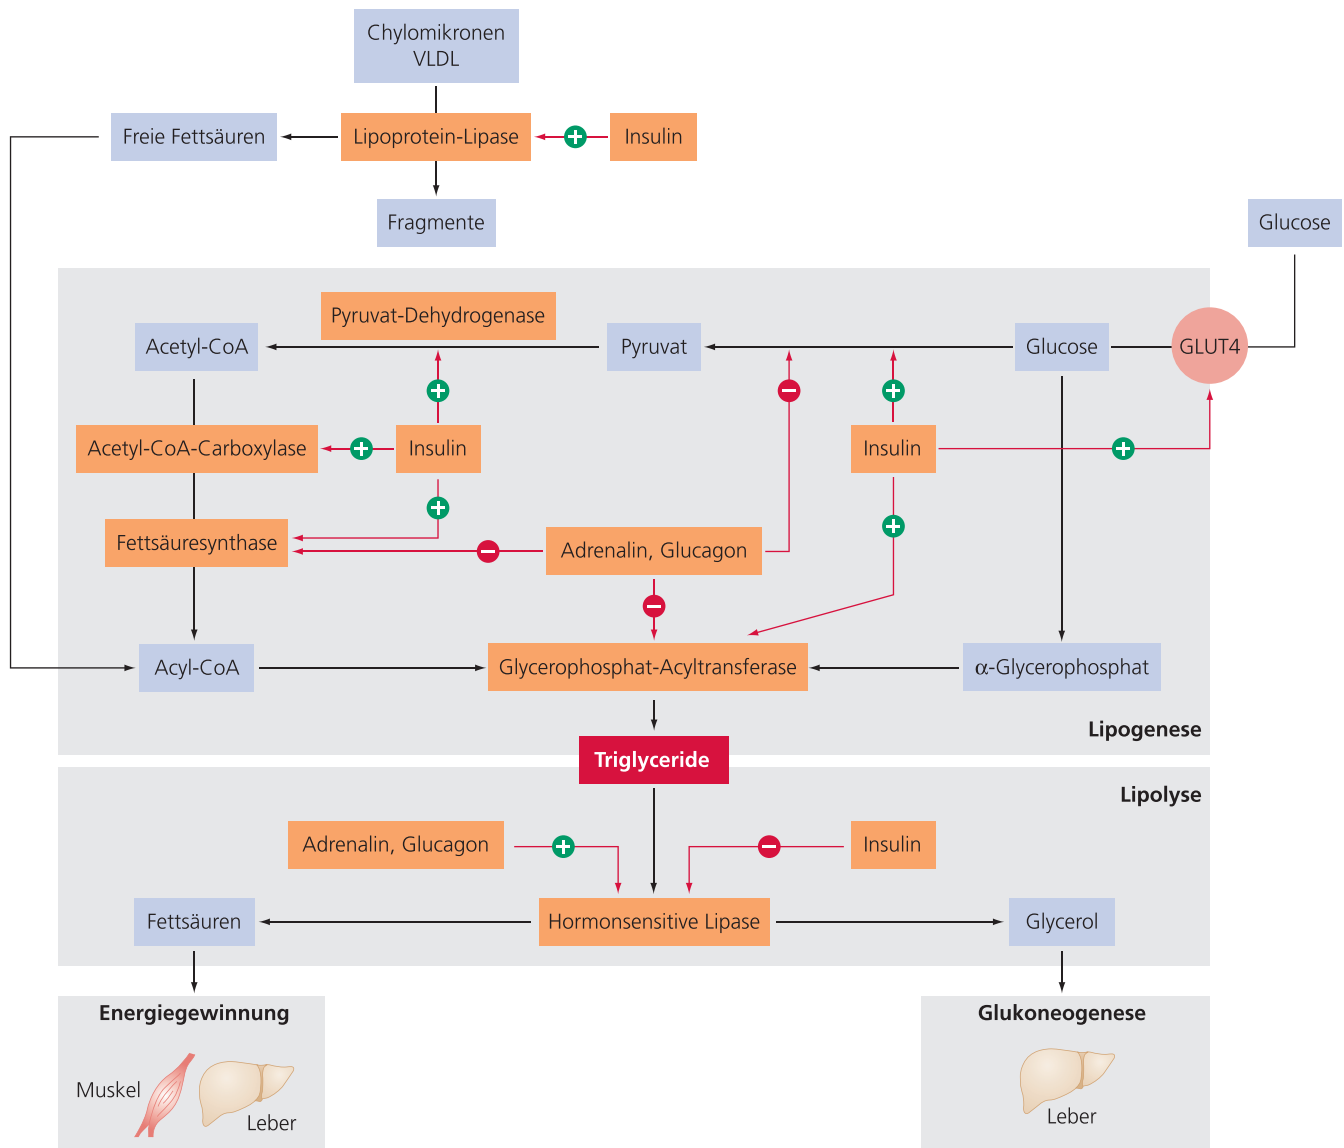 Chylomikronen
VLDL
Freie Fettsäuren
Lipoprotein-Lipase
+
Insulin
Fragmente
Glucose
Pyruvat-Dehydrogenase
Acetyl-CoA
Pyruvat
Glucose
GLUT4
+
−
+
Acetyl-CoA-Carboxylase
+
Insulin
Insulin
+
+
+
Fettsäuresynthase
−
Adrenalin, Glucagon
−
Acyl-CoA
Glycerophosphat-Acyltransferase
α-Glycerophosphat
Lipogenese
Triglyceride
Lipolyse
Adrenalin, Glucagon
+
−
Insulin
Fettsäuren
Hormonsensitive Lipase
Glycerol
Energiegewinnung
Muskel
Leber
Glukoneogenese
Leber